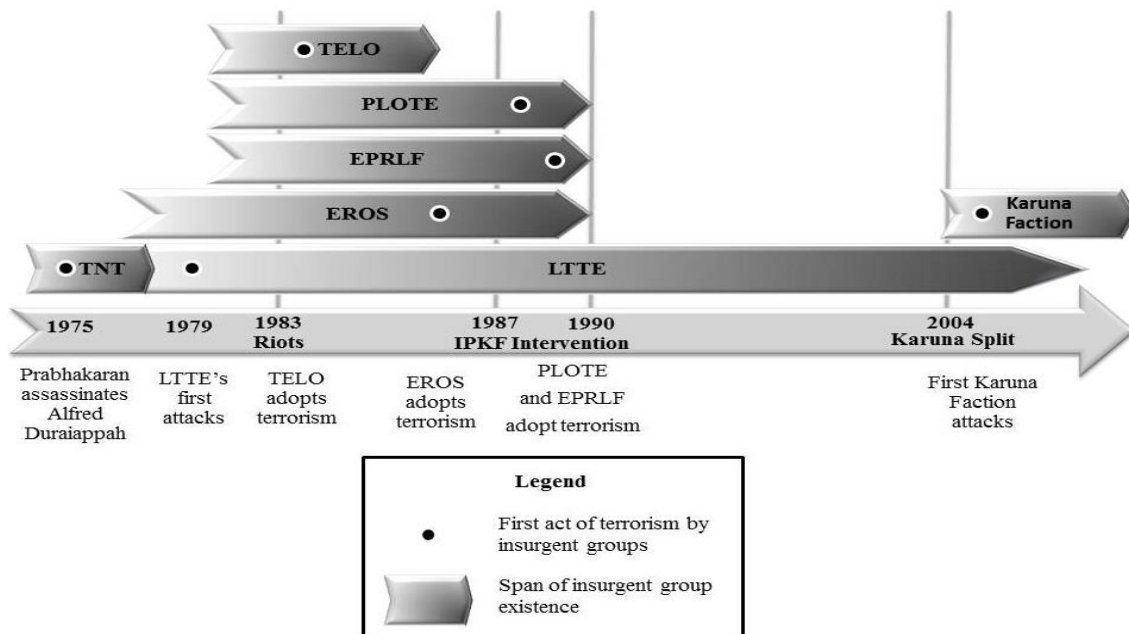 TELO
PLOTE
EPRLF
EROS
Karuna
Faction
TNT
LTTE
1975
1979
1983
Riots
1987
1990
IPKF Intervention
2004
Karuna Split
Prabhakaran
assassinates
Alfred
Duraiappah
LTTE’s
first
attacks
TELO
adopts
terrorism
EROS
adopts
terrorism
PLOTE
and EPRLF
adopt terrorism
First Karuna
Faction
attacks
Legend
First act of terrorism by
insurgent groups
Span of insurgent group
existence